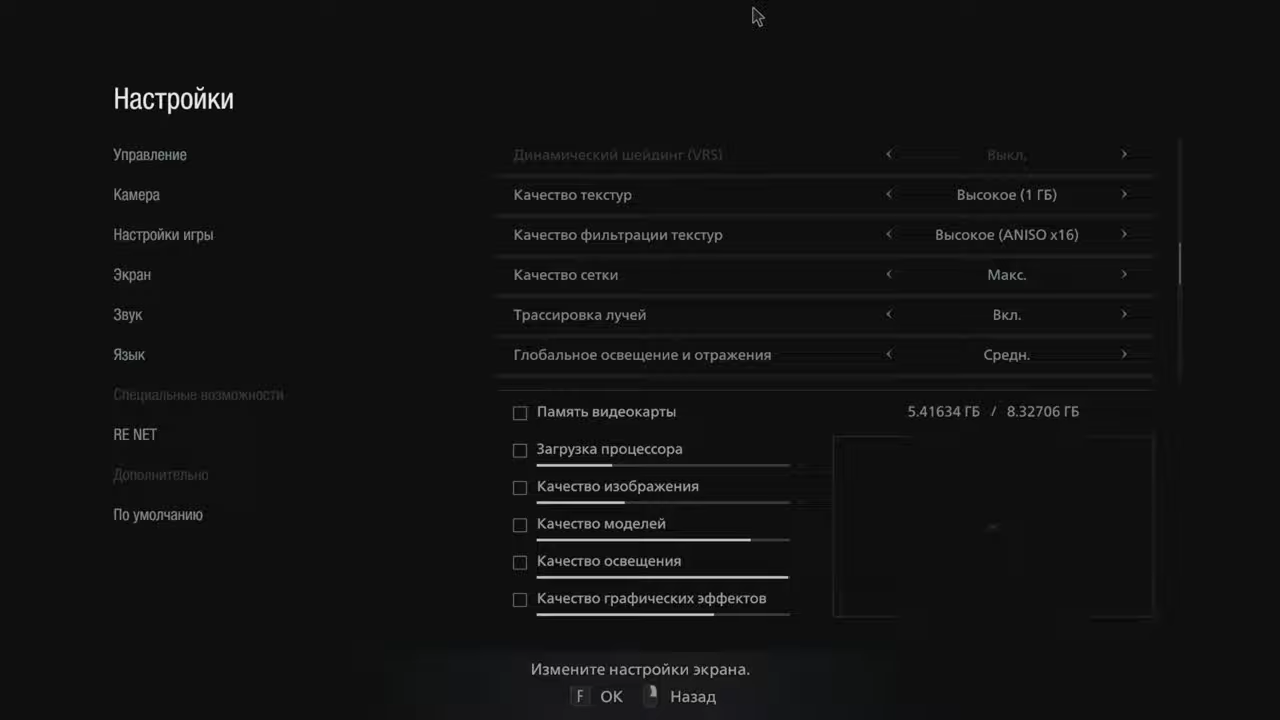 Настройки
Управление
Камера
Настройки игры
Экран
Звук
Язык
Специальные возможности
RE NET
Дополнительно
По умолчанию
Динамический шейдинг (VRS) Выкл.
Качество текстур Высокое (1 ГБ)
Качество фильтрации текстур Высокое (ANISO x16)
Качество сетки Макс.
Трассировка лучей Вкл.
Глобальное освещение и отражения Средн.
Память видеокарты 5.41634 ГБ / 8.32706 ГБ
Загрузка процессора
Качество изображения
Качество моделей
Качество освещения
Качество графических эффектов
Измените настройки экрана.
F ОК Назад